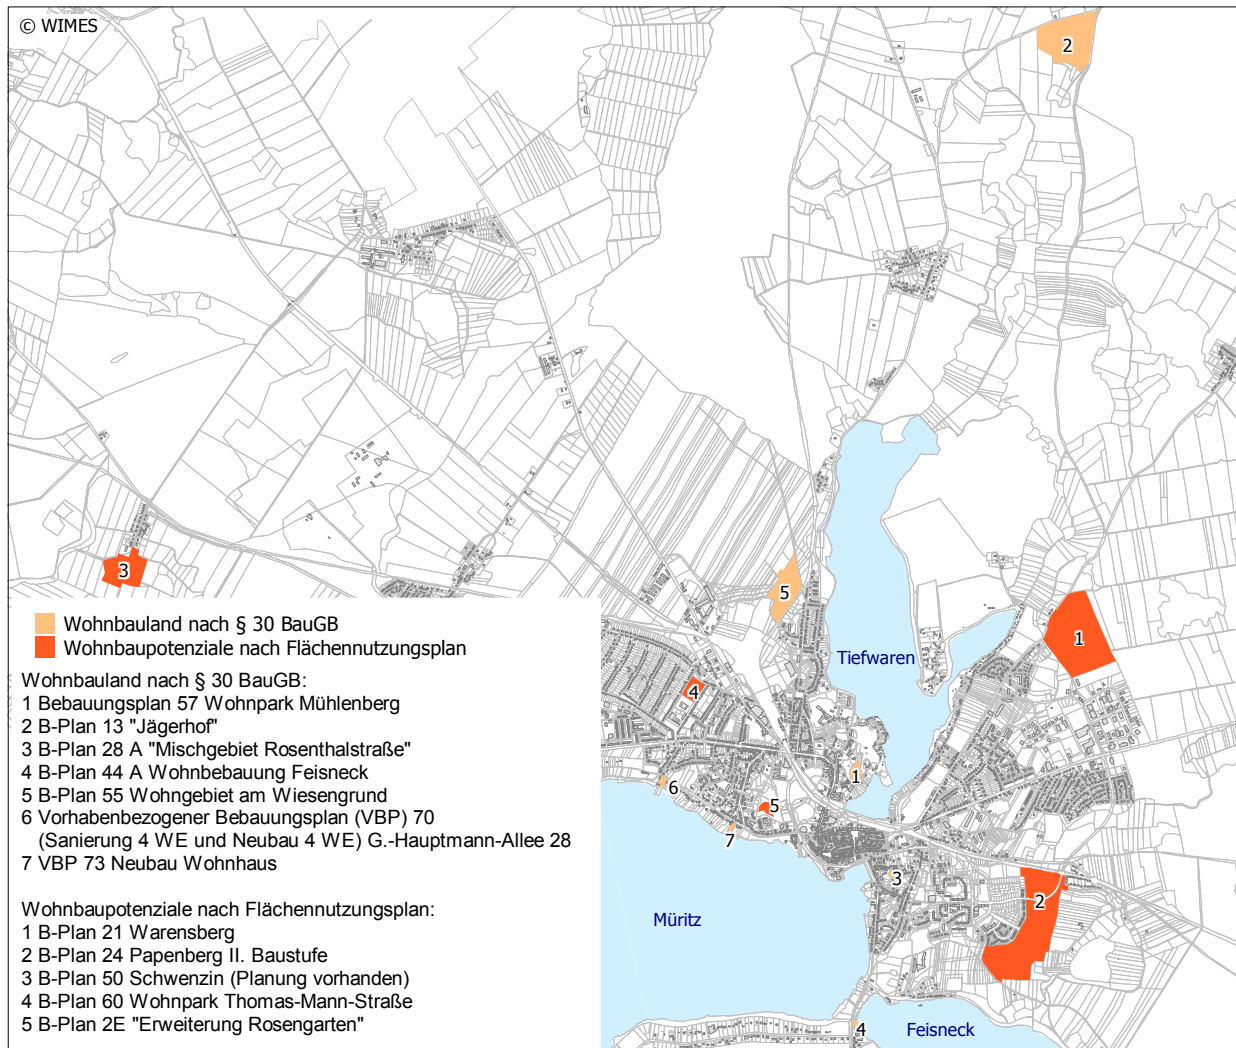 © WIMES
2
3
5
1
Tiefwaren
4
1
6
5
7
3
2
Müritz
4
Feisneck
Wohnbauland nach § 30 BauGB
Wohnbaupotenziale nach Flächennutzungsplan
Wohnbauland nach § 30 BauGB:
1 Bebauungsplan 57 Wohnpark Mühlenberg
2 B-Plan 13 "Jägerhof"
3 B-Plan 28 A "Mischgebiet Rosenthalstraße"
4 B-Plan 44 A Wohnbebauung Feisneck
5 B-Plan 55 Wohngebiet am Wiesengrund
6 Vorhabenbezogener Bebauungsplan (VBP) 70
(Sanierung 4 WE und Neubau 4 WE) G.-Hauptmann-Allee 28
7 VBP 73 Neubau Wohnhaus
Wohnbaupotenziale nach Flächennutzungsplan:
1 B-Plan 21 Warensberg
2 B-Plan 24 Papenberg II. Baustufe
3 B-Plan 50 Schwenzin (Planung vorhanden)
4 B-Plan 60 Wohnpark Thomas-Mann-Straße
5 B-Plan 2E "Erweiterung Rosengarten"